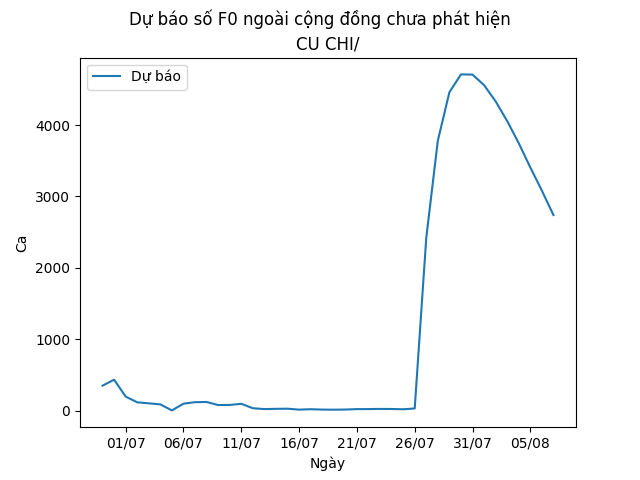 Dự báo số F0 ngoài cộng đồng chưa phát hiện
CU CHI/
Dự báo
4000
3000
2000
1000
0
Ca
01/07 06/07 11/07 16/07 21/07 26/07 31/07 05/08
Ngày